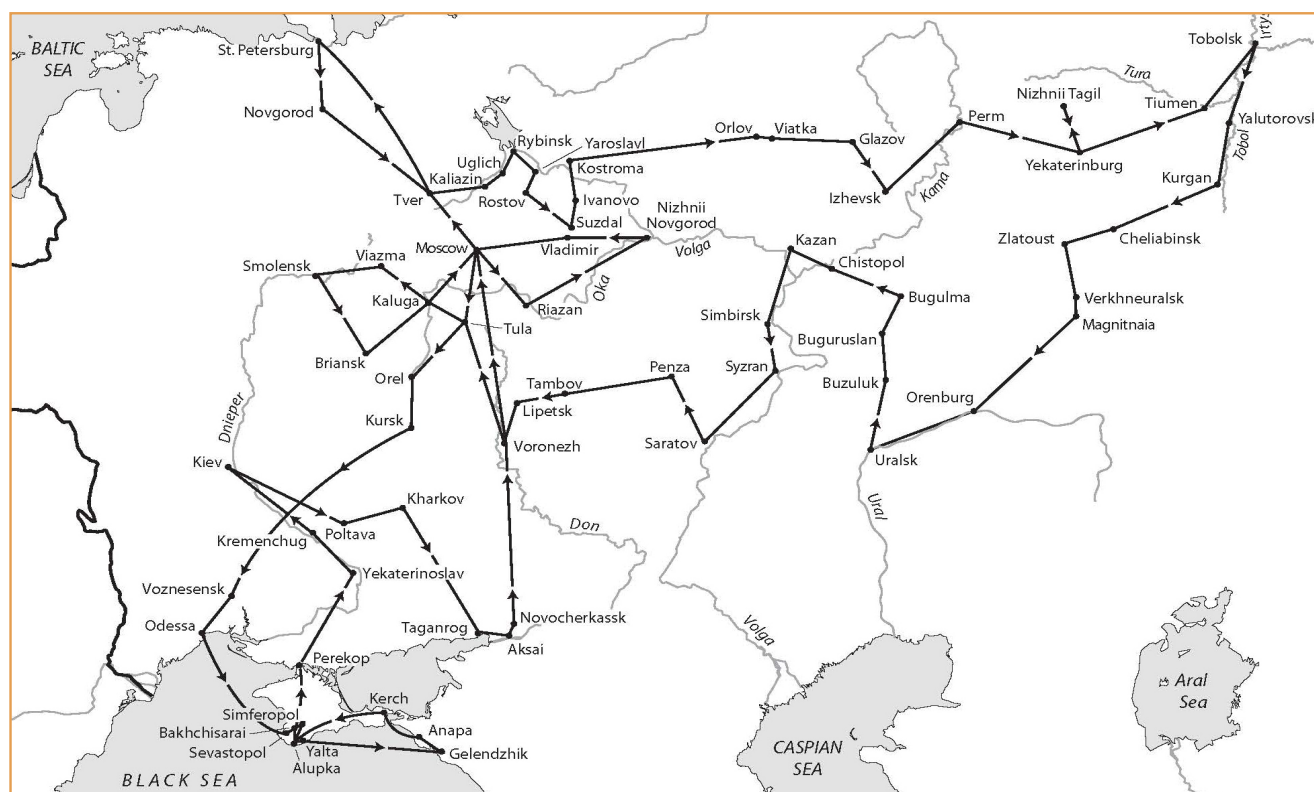 BALTIC
SEA
St. Petersburg
Novgorod
Tobolsk
Irtysh
Tura
Nizhnii Tagil
Tiumen
Yalutorovsk
Tobol
Perm
Yekaterinburg
Orlov
Viatka
Glazov
Rybinsk
Yaroslavl
Uglich
Kaliazin
Kostroma
Tver
Rostov
Ivanovo
Suzdal
Izhevsk
Kama
Kurgan
Nizhnii
Novgorod
Moscow
Vladimir
Volga
Kazan
Zlatoust
Cheliabinsk
Smolensk
Viazma
Chistopol
Kaluga
Riazan
Oka
Bugulma
Verkhneuralsk
Simbirsk
Magnitnaia
Tula
Buguruslan
Briansk
Orel
Penza
Syzran
Tambov
Buzuluk
Lipetsk
Orenburg
Dnieper
Kursk
Voronezh
Saratov
Uralsk
Kiev
Kharkov
Ural
Poltava
Don
Kremenchug
Yekaterinoslav
Voznesensk
Novocherkassk
Odessa
Taganrog
Aksai
Volga
Perekop
Aral
Sea
Kerch
Simferopol
Bakhchisarai
Anapa
Sevastopol
Yalta
Gelendzhik
Alupka
CASPIAN
SEA
BLACK SEA